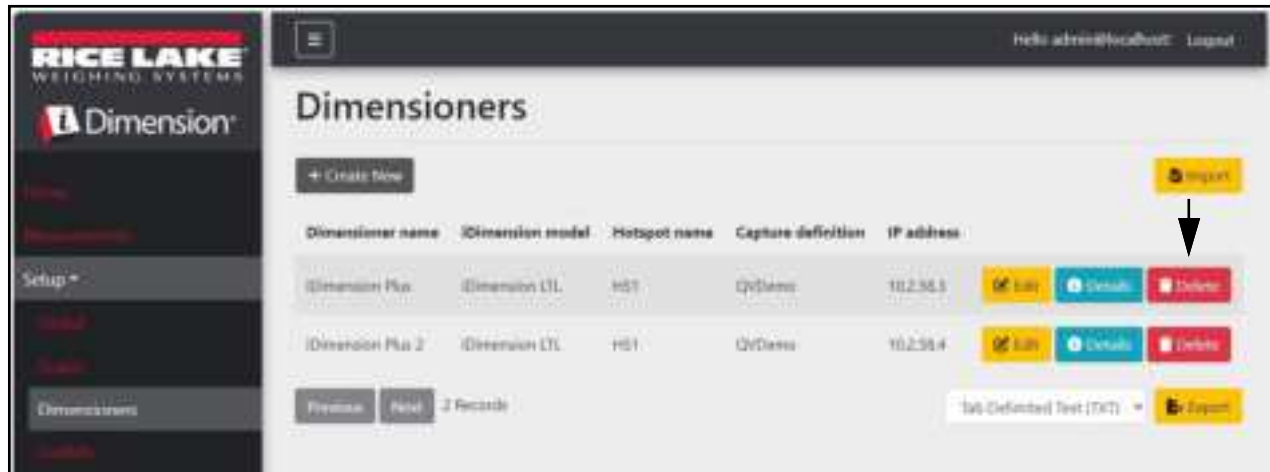 RICE LAKE
WEIGHING SYSTEMS
iDimension
Hello admin@localhost! Logout
Dimensioners
+ Create New
Import
Home
Measurements
Dimensioner name iDimension model Hotspot name Capture definition IP address
Setup
iDimension Plus iDimension LTL HS1 QVDemo 10.2.58.3 Edit Details Delete
iDimension Plus 2 iDimension LTL HS1 QVDemo 10.2.58.4 Edit Details Delete
Dimensioners
Previous Next 2 Records
Tab Delimited Text (TXT) Export